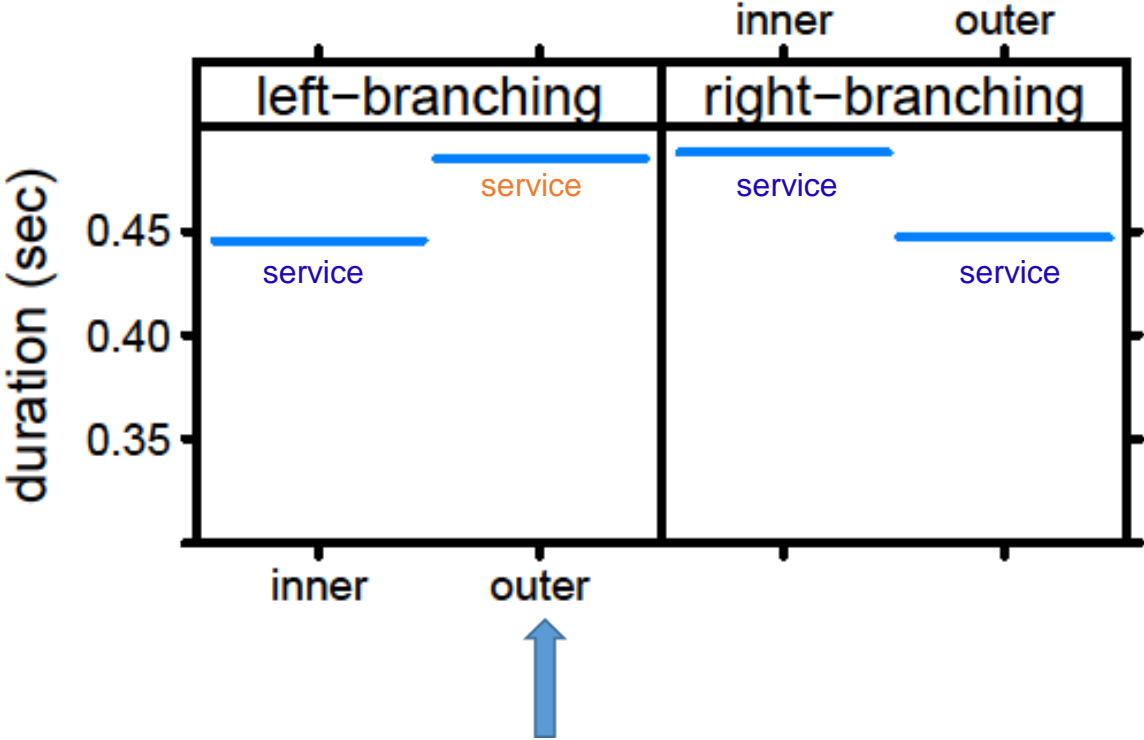 inner outer
left−branching right−branching
duration (sec)
service service
0.45
service service
0.40
0.35
inner outer